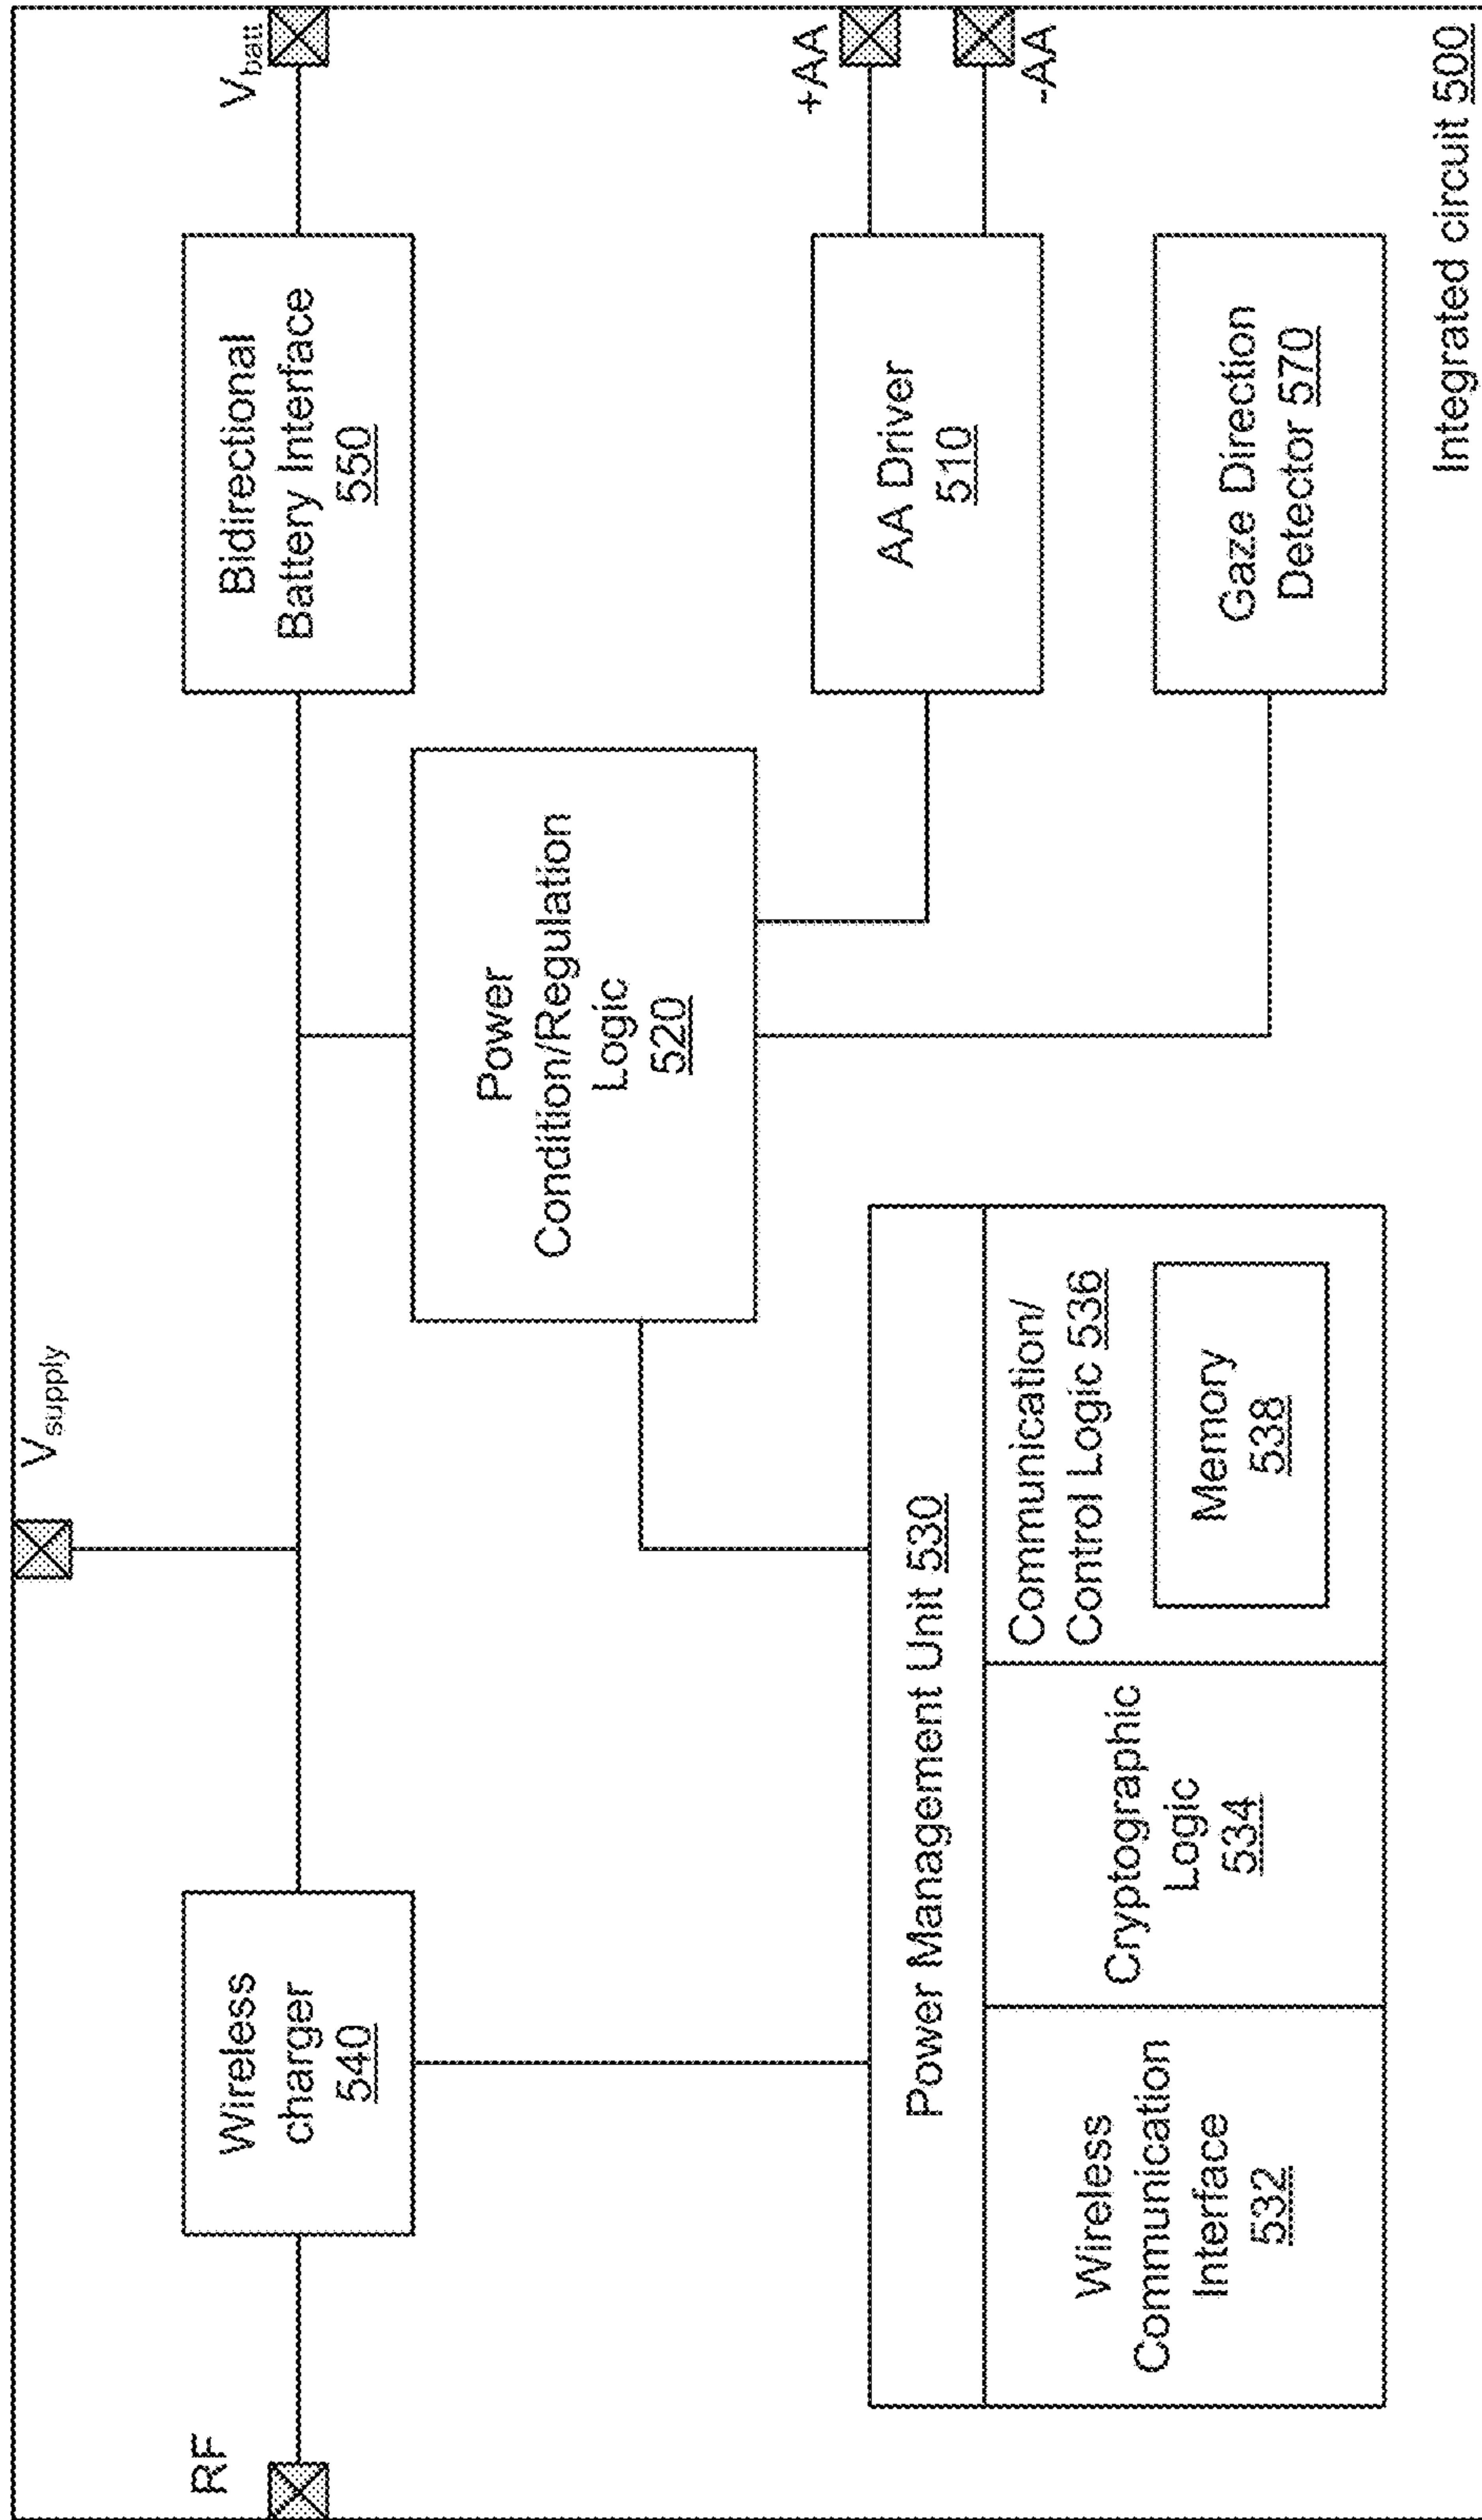 V_supply
RF
V_batt
Wireless
charger
540
Bidirectional
Battery Interface
550
Power
Condition/Regulation
Logic
520
+AA
-AA
AA Driver
510
Power Management Unit 530
Wireless
Communication
Interface
532
Cryptographic
Logic
534
Communication/
Control Logic 536
Memory
538
Gaze Direction
Detector 570
Integrated circuit 500